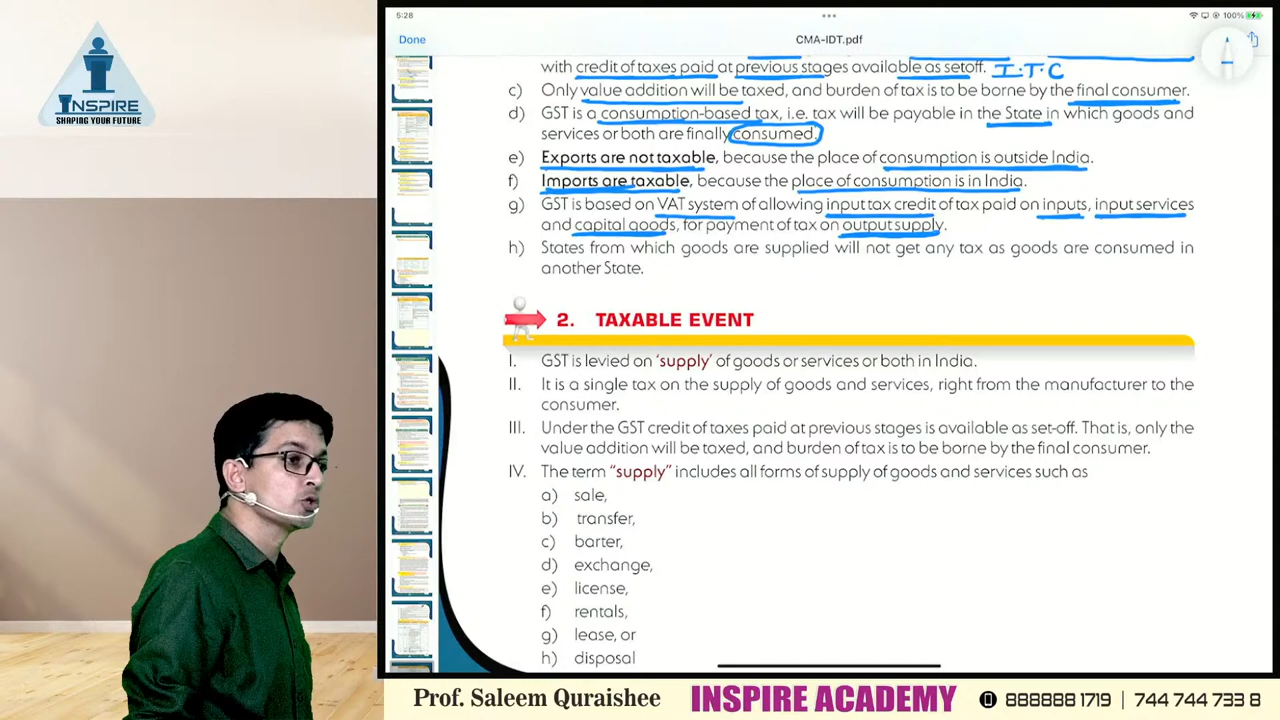 5:28
100%
Done
CMA-IDT.pdf
INSPIRE
SHAPING YOUR FUTURE
with credit of taxes paid at previous stage available as setoff. I.T.C
c) Only value addition will be taxed, and burden of tax is to be borne by the final consumer.
d) It is a consumption-based tax, i.e. tax will be payable in the state in which goods and
services or both are finally consumed.
e) Exports are not taxable, because the place of consumption is outside India.
f) Imports are taxable because the place of consumption is in India.
g) GST is based on VAT system of allowing input tax credit of tax paid on inputs, input services
and capital goods for payment of tax on output supply.
h) State from which goods are supplied will not get any tax as goods are consumed in
another State.
2. TAXABLE EVENT
I. GST is levied on 'supply' of goods or services or both in India.
II. It is a single tax on the supply of goods and services, right from the manufacturer to the
consumer.
III. Under the GST credit of taxes paid at previous stages is available as set-off. Thus, only the
value addition will be taxed and burden of tax is to be borne by the final consumer.
IV. The term "supply" includes all forms of supply of goods and services such as
a) sale,
b) transfer,
c) barter,
d) exchange,
e) license,
f) rentals,
g) lease, or
h) disposal
Prof. Saleem Quraishee
INSPIRE ACADEMY
888888 1719 | 744 744 733 8